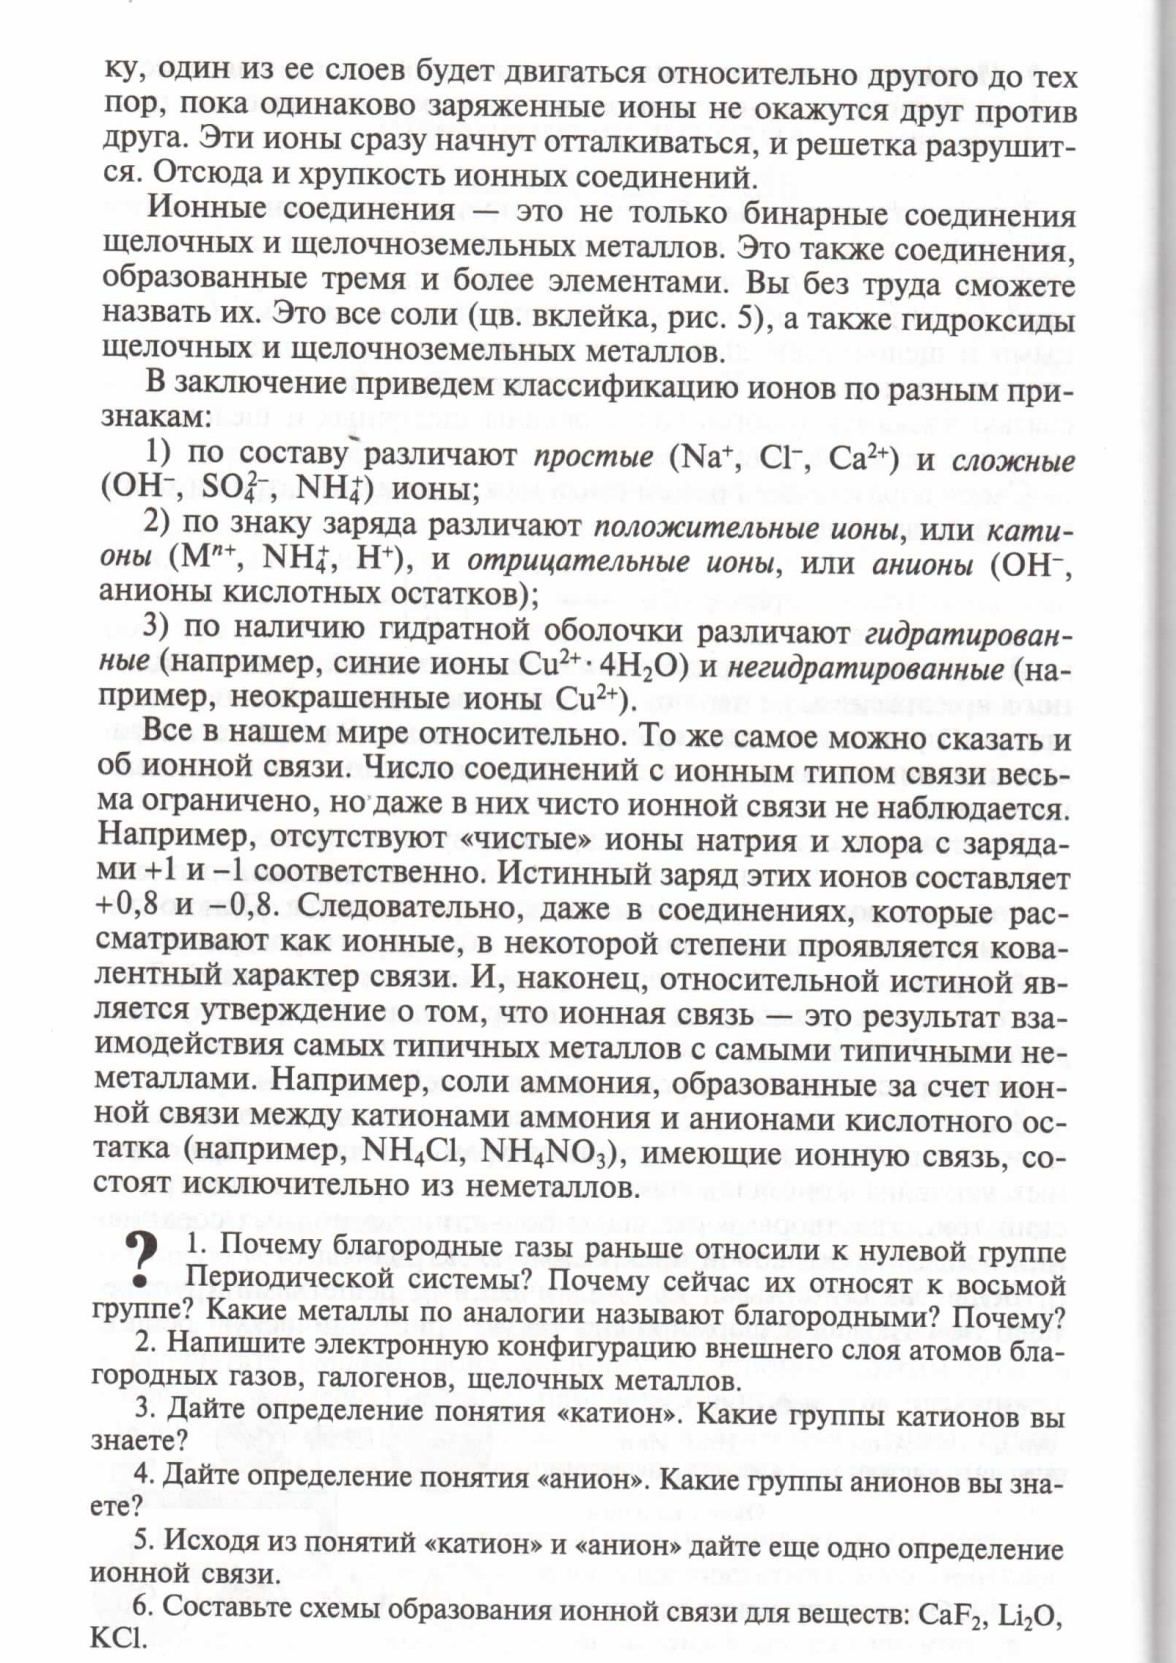 ку, один из ее слоев будет двигаться относительно другого до тех
пор, пока одинаково заряженные ионы не окажутся друг против
друга. Эти ионы сразу начнут отталкиваться, и решетка разрушит-
ся. Отсюда и хрупкость ионных соединений.
Ионные соединения — это не только бинарные соединения
щелочных и щелочноземельных металлов. Это также соединения,
образованные тремя и более элементами. Вы без труда сможете
назвать их. Это все соли (цв. вклейка, рис. 5), а также гидроксиды
щелочных и щелочноземельных металлов.
В заключение приведем классификацию ионов по разным при-
знакам:
1) по составу различают простые (Na⁺, Cl⁻, Ca²⁺) и сложные
(OH⁻, SO₄²⁻, NH₄⁺) ионы;
2) по знаку заряда различают положительные ионы, или кати-
оны (Mⁿ⁺, NH₄⁺, H⁺), и отрицательные ионы, или анионы (OH⁻,
анионы кислотных остатков);
3) по наличию гидратной оболочки различают гидратирован-
ные (например, синие ионы Cu²⁺ · 4H₂O) и негидратированные (на-
пример, неокрашенные ионы Cu²⁺).
Все в нашем мире относительно. То же самое можно сказать и
об ионной связи. Число соединений с ионным типом связи весь-
ма ограничено, но даже в них чисто ионной связи не наблюдается.
Например, отсутствуют «чистые» ионы натрия и хлора с заряда-
ми +1 и −1 соответственно. Истинный заряд этих ионов составляет
+0,8 и −0,8. Следовательно, даже в соединениях, которые рас-
сматривают как ионные, в некоторой степени проявляется кова-
лентный характер связи. И, наконец, относительной истиной яв-
ляется утверждение о том, что ионная связь — это результат вза-
имодействия самых типичных металлов с самыми типичными не-
металлами. Например, соли аммония, образованные за счет ион-
ной связи между катионами аммония и анионами кислотного ос-
татка (например, NH₄Cl, NH₄NO₃), имеющие ионную связь, со-
стоят исключительно из неметаллов.
? 1. Почему благородные газы раньше относили к нулевой группе
Периодической системы? Почему сейчас их относят к восьмой
группе? Какие металлы по аналогии называют благородными? Почему?
2. Напишите электронную конфигурацию внешнего слоя атомов бла-
городных газов, галогенов, щелочных металлов.
3. Дайте определение понятия «катион». Какие группы катионов вы
знаете?
4. Дайте определение понятия «анион». Какие группы анионов вы зна-
ете?
5. Исходя из понятий «катион» и «анион» дайте еще одно определение
ионной связи.
6. Составьте схемы образования ионной связи для веществ: CaF₂, Li₂O,
KCl.